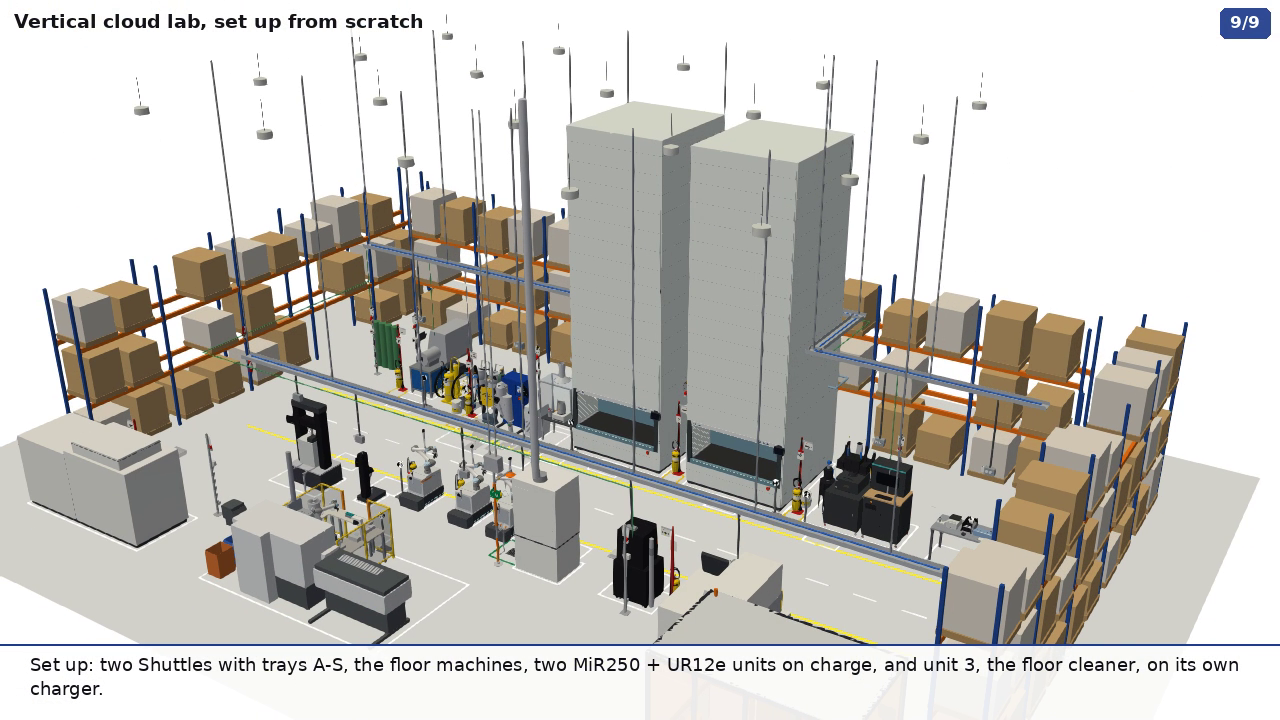 Vertical cloud lab, set up from scratch
9/9
Set up: two Shuttles with trays A-S, the floor machines, two MiR250 + UR12e units on charge, and unit 3, the floor cleaner, on its own
charger.